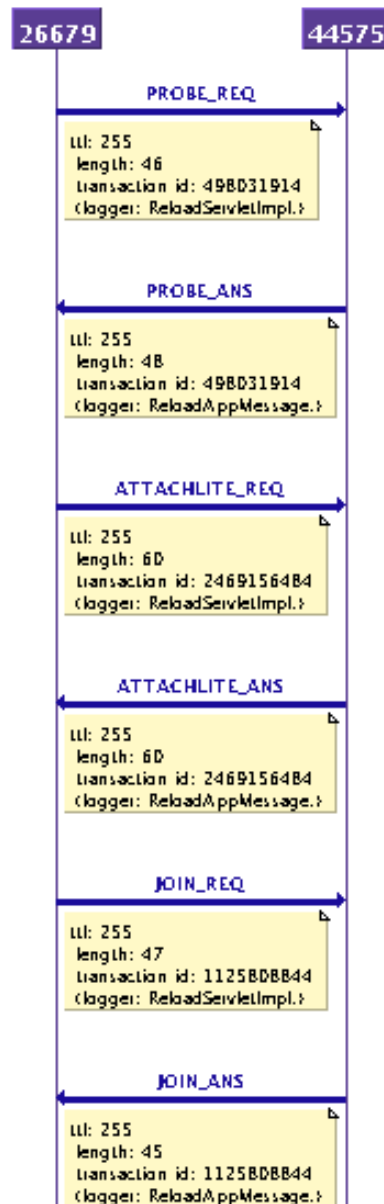 26679 44575
PROBE_REQ
ttl: 255
length: 46
transaction id: 498031914
<logger: ReloadServletImpl.>
PROBE_ANS
ttl: 255
length: 48
transaction id: 498031914
<logger: ReloadAppMessage.>
ATTACHLITE_REQ
ttl: 255
length: 60
transaction id: 2469156484
<logger: ReloadServletImpl.>
ATTACHLITE_ANS
ttl: 255
length: 60
transaction id: 2469156484
<logger: ReloadAppMessage.>
JOIN_REQ
ttl: 255
length: 47
transaction id: 1125808844
<logger: ReloadServletImpl.>
JOIN_ANS
ttl: 255
length: 45
transaction id: 1125808844
<logger: ReloadAppMessage.>